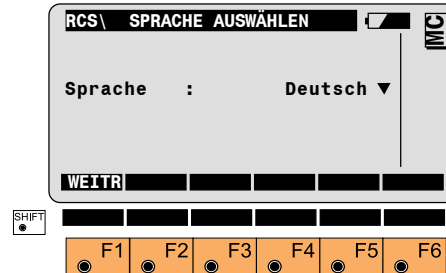 RCS\ SPRACHE AUSWÄHLEN
MC
Sprache : Deutsch ▼
WEITR
SHIFT
F1 F2 F3 F4 F5 F6